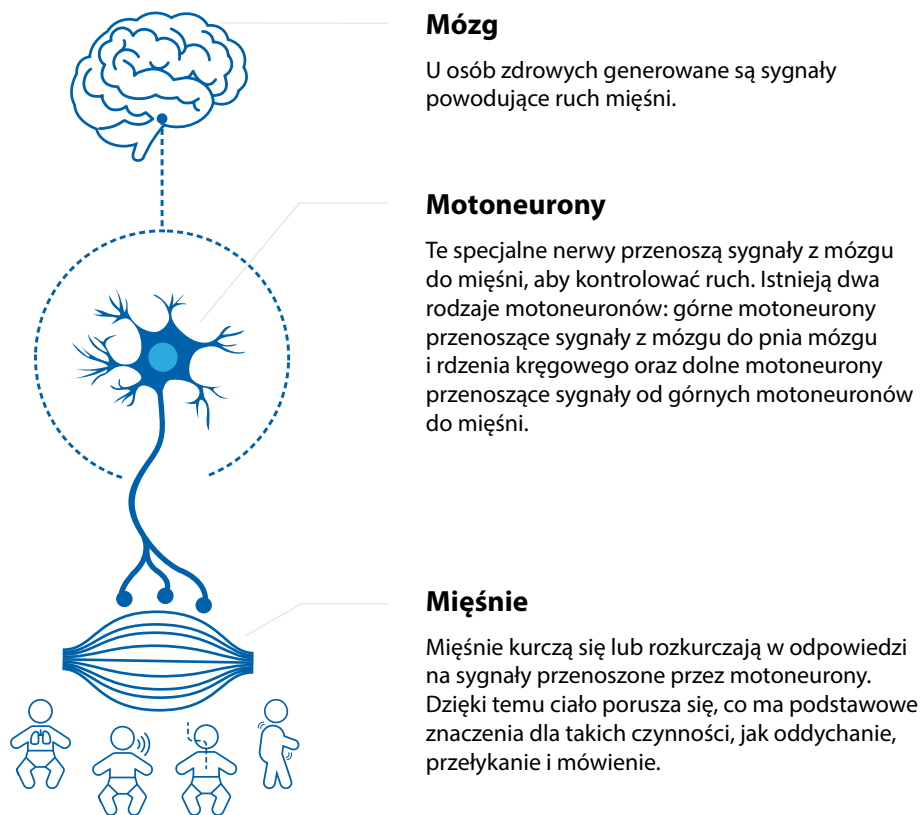 Mózg
U osób zdrowych generowane są sygnały
powodujące ruch mięśni.
Motoneurony
Te specjalne nerwy przenoszą sygnały z mózgu
do mięśni, aby kontrolować ruch. Istnieją dwa
rodzaje motoneuronów: górne motoneurony
przenoszące sygnały z mózgu do pnia mózgu
i rdzenia kręgowego oraz dolne motoneurony
przenoszące sygnały od górnych motoneuronów
do mięśni.
Mięśnie
Mięśnie kurczą się lub rozkurczają w odpowiedzi
na sygnały przenoszone przez motoneurony.
Dzięki temu ciało porusza się, co ma podstawowe
znaczenia dla takich czynności, jak oddychanie,
przełykanie i mówienie.